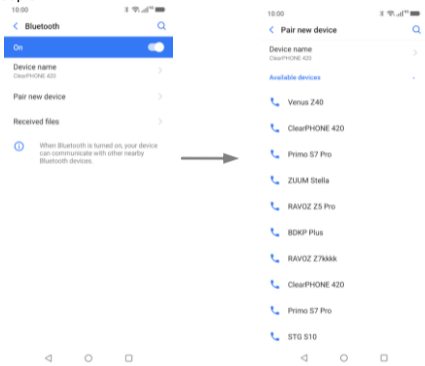 10:00
Bluetooth
On
Device name
ClearPHONE 420
Pair new device
Received files
When Bluetooth is turned on, your device
can communicate with other nearby
Bluetooth devices.
10:00
Pair new device
Device name
ClearPHONE 420
Available devices
Venus Z40
ClearPHONE 420
Primo S7 Pro
ZUUM Stella
RAVOZ Z5 Pro
BDKP Plus
RAVOZ Z7kkkk
ClearPHONE 420
Primo S7 Pro
STG S10